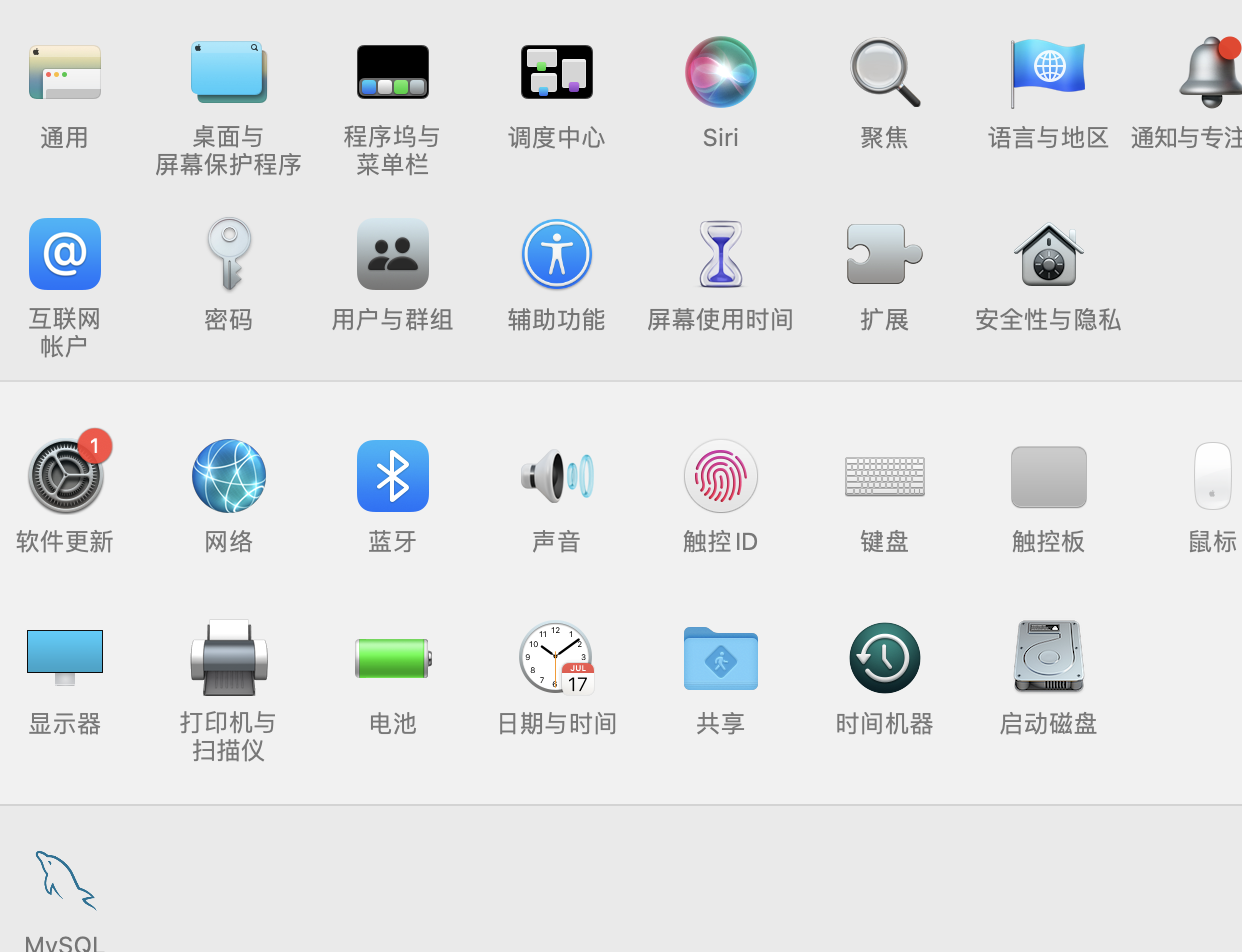 通用
桌面与
屏幕保护程序
程序坞与
菜单栏
调度中心
Siri
聚焦
语言与地区
通知与专注
@
互联网
帐户
密码
用户与群组
辅助功能
屏幕使用时间
扩展
安全性与隐私
1
软件更新
网络
蓝牙
声音
触控 ID
键盘
触控板
鼠标
显示器
打印机与
扫描仪
电池
12
1
2
3
6
7
8
9
10
11
JUL
17
日期与时间
共享
时间机器
启动磁盘
MySQL